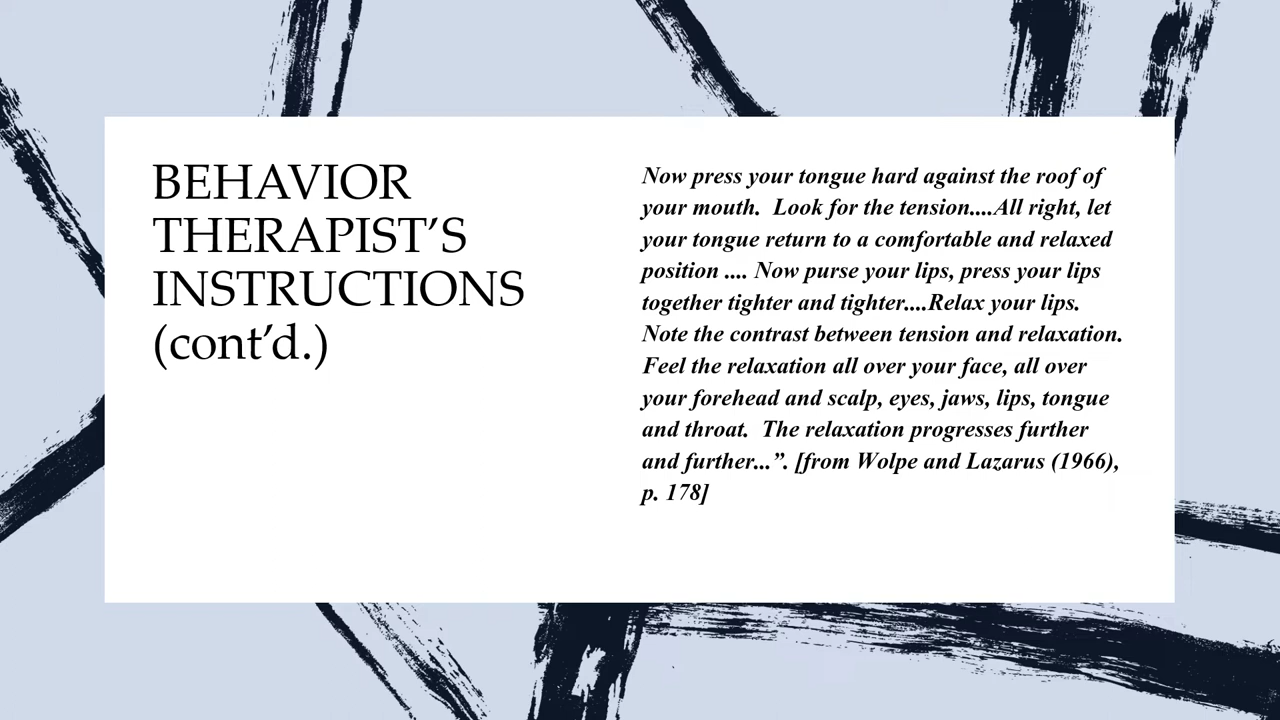 BEHAVIOR
THERAPIST’S
INSTRUCTIONS
(cont’d.)
Now press your tongue hard against the roof of
your mouth.  Look for the tension....All right, let
your tongue return to a comfortable and relaxed
position .... Now purse your lips, press your lips
together tighter and tighter....Relax your lips.
Note the contrast between tension and relaxation.
Feel the relaxation all over your face, all over
your forehead and scalp, eyes, jaws, lips, tongue
and throat.  The relaxation progresses further
and further...”. [from Wolpe and Lazarus (1966),
p. 178]